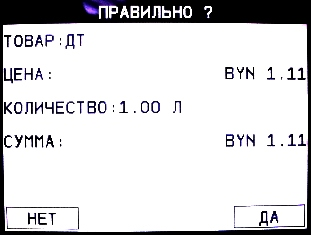 ПРАВИЛЬНО ?
ТОВАР:ДТ
ЦЕНА: BYN 1.11
КОЛИЧЕСТВО:1.00 Л
СУММА: BYN 1.11
НЕТ ДА